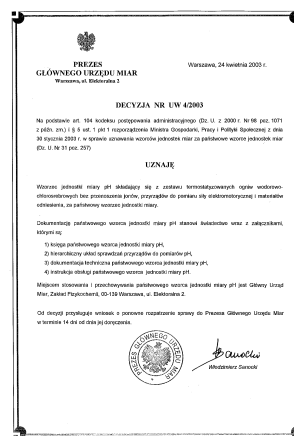 PREZES
GŁÓWNEGO URZĘDU MIAR
Warszawa, ul. Elektoralna 2
Warszawa, 24 kwietnia 2003 r.
DECYZJA NR UW 4/2003
Na podstawie art. 104 kodeksu postępowania administracyjnego (Dz. U. z 2000 r. Nr 98 poz. 1071
z późn. zm.) i § 5 ust. 1 pkt 1 rozporządzenia Ministra Gospodarki, Pracy i Polityki Społecznej z dnia
30 stycznia 2003 r. w sprawie uznawania wzorców jednostek miar za państwowe wzorce jednostek miar
(Dz. U. Nr 31 poz. 257)
UZNAJĘ
Wzorzec jednostki miary pH składający się z zestawu termostatyzowanych ogniw wodorowo-
chlorosrebrowych bez przenoszenia jonów, przyrządów do pomiaru siły elektromotorycznej i materiałów
odniesienia, za państwowy wzorzec jednostki miary.
Dokumentację państwowego wzorca jednostki miary pH stanowi świadectwo wraz z załącznikami,
którymi są:
1) księga państwowego wzorca jednostki miary pH,
2) hierarchiczny układ sprawdzań przyrządów do pomiarów pH,
3) dokumentacja techniczna państwowego wzorca jednostki miary pH,
4) instrukcja obsługi państwowego wzorca jednostki miary pH.
Miejscem stosowania i przechowywania państwowego wzorca jednostki miary pH jest Główny Urząd
Miar, Zakład Fizykochemii, 00-139 Warszawa, ul. Elektoralna 2.
Od decyzji przysługuje wniosek o ponowne rozpatrzenie sprawy do Prezesa Głównego Urzędu Miar
w terminie 14 dni od dnia jej doręczenia.
PREZES GŁÓWNEGO URZĘDU MIAR
Sanocki
Włodzimierz Sanocki